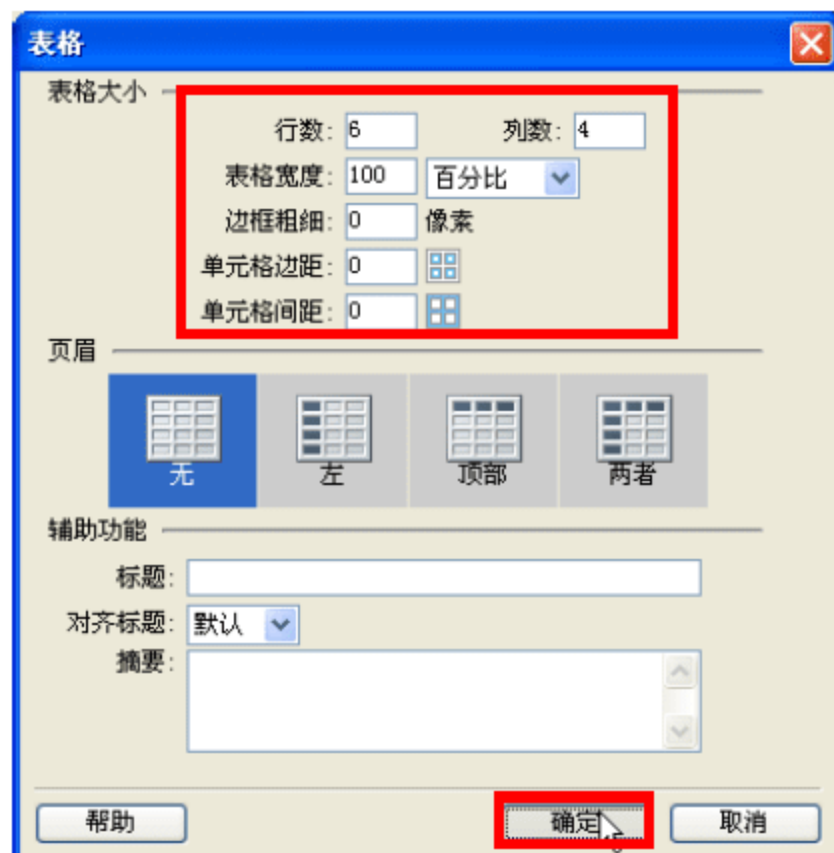 表格
表格大小
行数: 6 列数: 4
表格宽度: 100 百分比
边框粗细: 0 像素
单元格边距: 0
单元格间距: 0
页眉
无 左 顶部 两者
辅助功能
标题:
对齐标题: 默认
摘要:
帮助 确定 取消